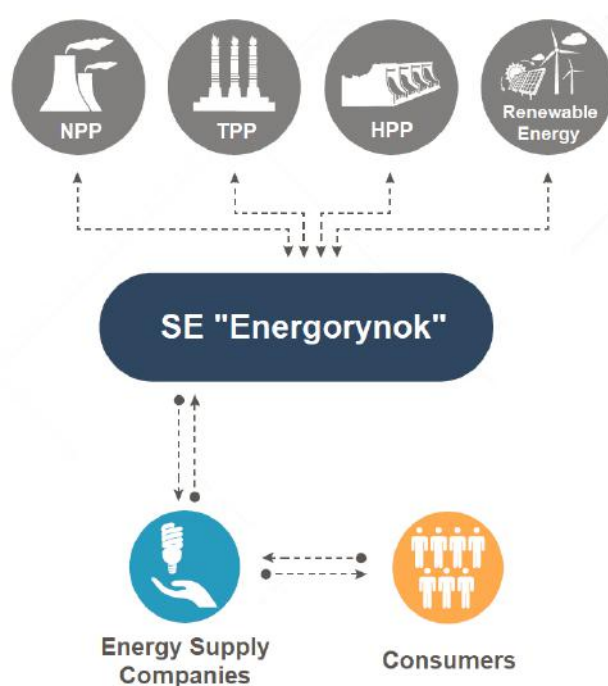 NPP
TPP
HPP
Renewable
Energy
SE "Energorynok"
Energy Supply
Companies
Consumers